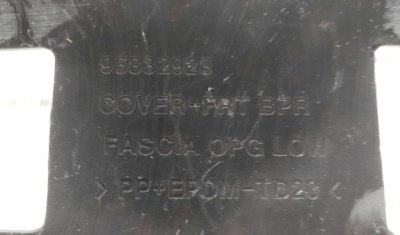 96832923
COVER-FRT BPR
FASCIA OPG LOW
>PP+EPDM-TD23<